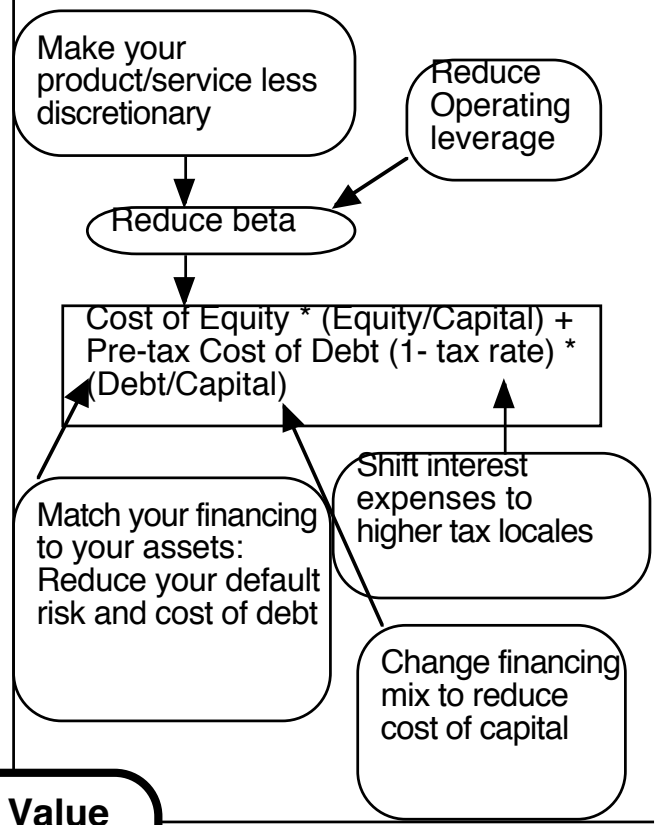 Make your
product/service less
discretionary
Reduce
Operating
leverage
Reduce beta
Cost of Equity * (Equity/Capital) +
Pre-tax Cost of Debt (1- tax rate) *
(Debt/Capital)
Shift interest
expenses to
higher tax locales
Match your financing
to your assets:
Reduce your default
risk and cost of debt
Change financing
mix to reduce
cost of capital
Value